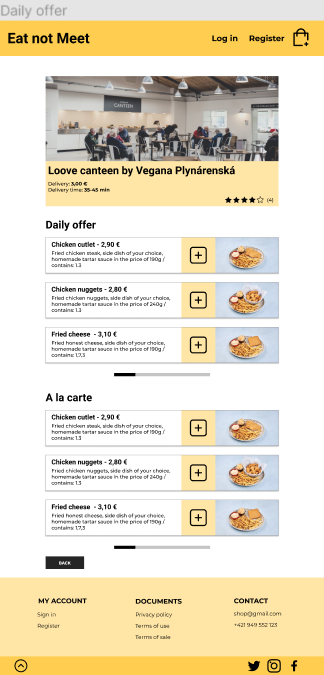 Daily offer
Eat not Meet
Log in
Register
CANTEEN
Loove canteen by Vegana Plynárenská
Delivery: 3,00 €
Delivery time: 35-45 min
(4)
Daily offer
Chicken cutlet - 2,90 €
Fried chicken steak, side dish of your choice,
homemade tartar sauce in the price of 190g /
contains: 1.3
Chicken nuggets - 2,80 €
Fried chicken nuggets, side dish of your choice,
homemade tartar sauce in the price of 240g /
contains: 1.3
Fried cheese - 3,10 €
Fried honest cheese, side dish of your choice,
homemade tartar sauce in the price of 190g /
contains: 1.7,3
A la carte
Chicken cutlet - 2,90 €
Fried chicken steak, side dish of your choice,
homemade tartar sauce in the price of 190g /
contains: 1.3
Chicken nuggets - 2,80 €
Fried chicken nuggets, side dish of your choice,
homemade tartar sauce in the price of 240g /
contains: 1.3
Fried cheese - 3,10 €
Fried honest cheese, side dish of your choice,
homemade tartar sauce in the price of 190g /
contains: 1.7,3
BACK
MY ACCOUNT
Sign in
Register
DOCUMENTS
Privacy policy
Terms of use
Terms of sale
CONTACT
shop@gmail.com
+421 949 552 123